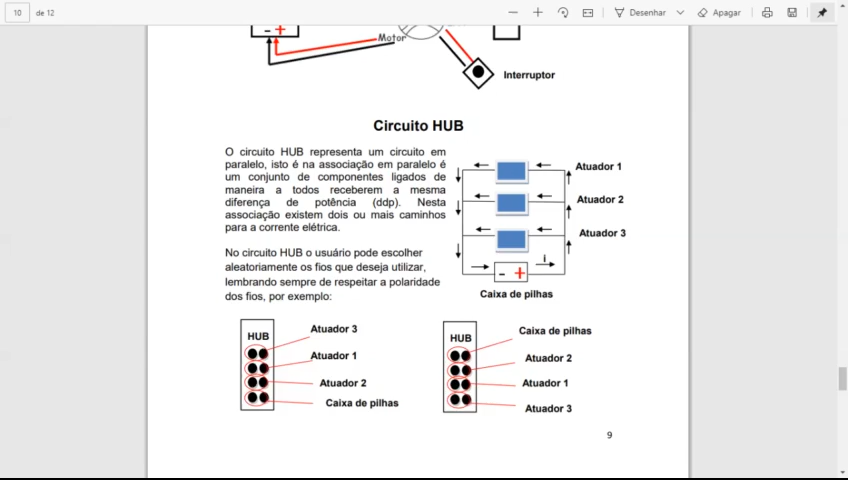 10 de 12
Desenhar
Apagar
- +
Motor
Interruptor
Circuito HUB
O circuito HUB representa um circuito em
paralelo, isto é na associação em paralelo é
um conjunto de componentes ligados de
maneira a todos receberem a mesma
diferença de potência (ddp). Nesta
associação existem dois ou mais caminhos
para a corrente elétrica.
Atuador 1
Atuador 2
Atuador 3
i
- +
Caixa de pilhas
No circuito HUB o usuário pode escolher
aleatoriamente os fios que deseja utilizar,
lembrando sempre de respeitar a polaridade
dos fios, por exemplo:
HUB
Atuador 3
Atuador 1
Atuador 2
Caixa de pilhas
HUB
Caixa de pilhas
Atuador 2
Atuador 1
Atuador 3
9